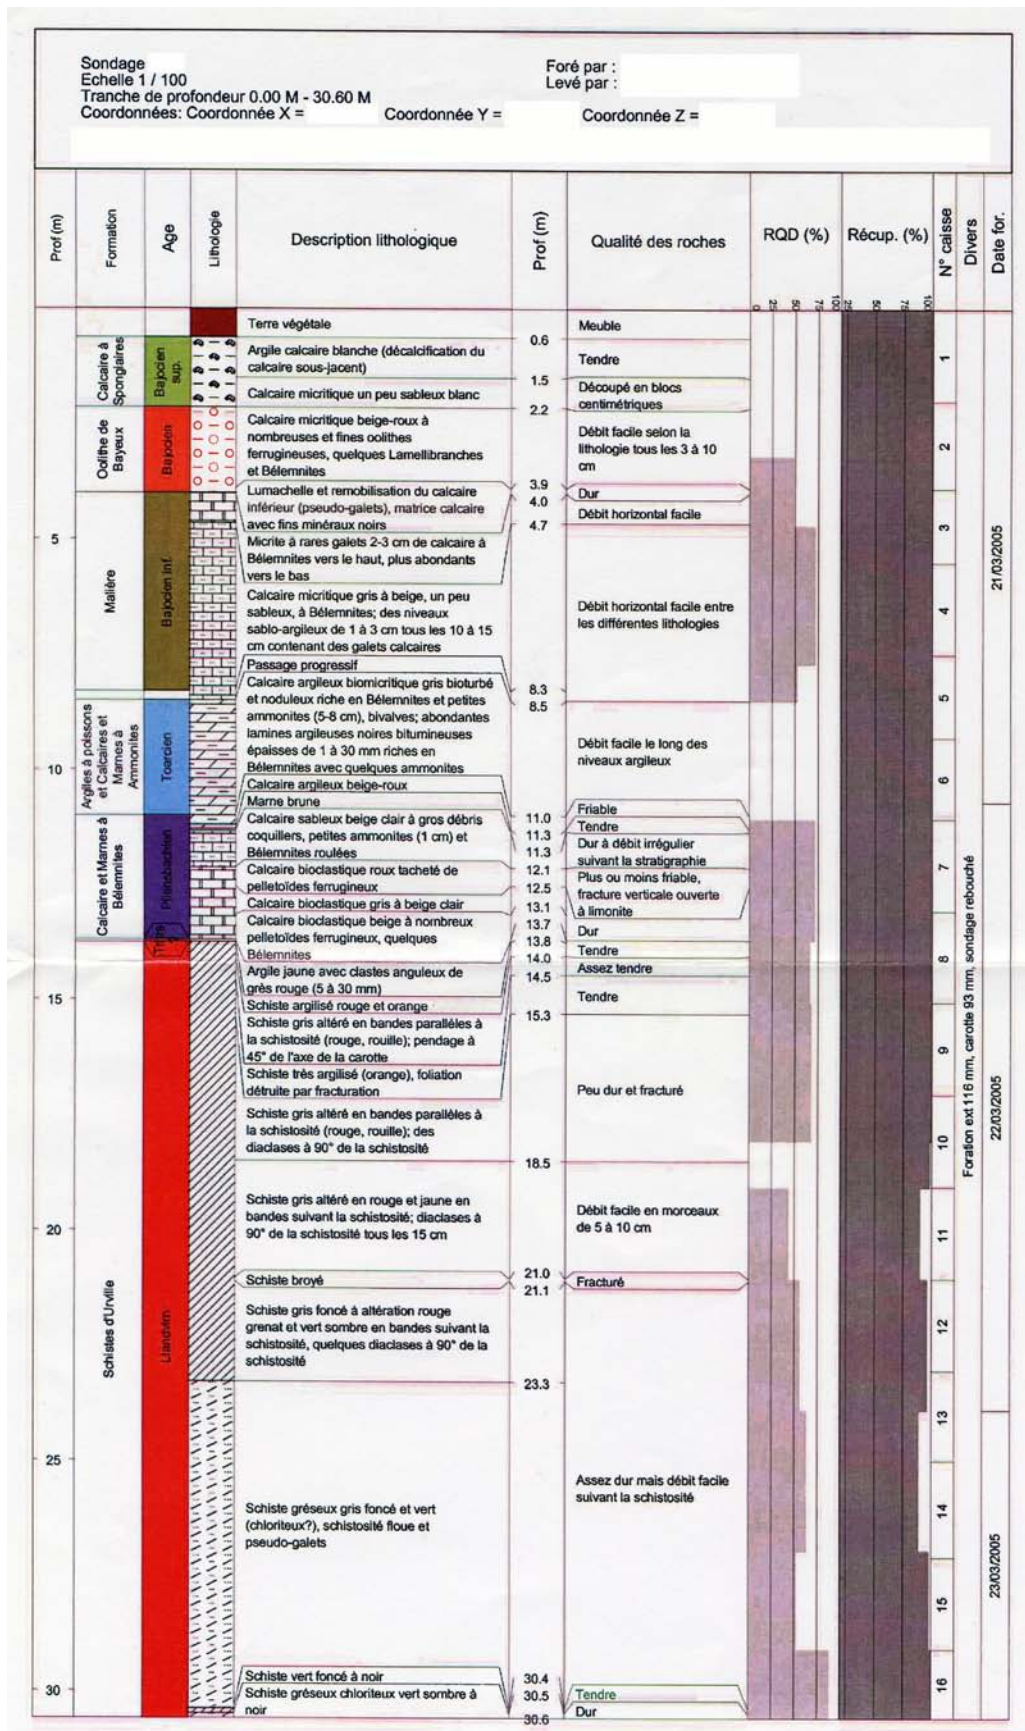 Sondage
Echelle 1 / 100
Tranche de profondeur 0.00 M - 30.60 M
Coordonnées: Coordonnée X =
Coordonnée Y =
Coordonnée Z =
Foré par :
Levé par :
Prof (m)
Formation
Age
Lithologie
Description lithologique
Prof (m)
Qualité des roches
RQD (%)
Récup. (%)
N° caisse
Divers
Date for.
0
25
50
75
100
25
50
75
100
5
10
15
20
25
30
Calcaire à
Spongiaires
Oolithe de
Bayeux
Malière
Argiles à poissons
et Calcaires et
Marnes à
Ammonites
Calcaire et Marnes à
Bélemnites
Schistes d'Urville
Bajocien
sup.
Bajocien
Bajocien inf.
Toarcien
Pliensbachien
Trias
?
Llandvirn
Terre végétale
Argile calcaire blanche (décalcification du
calcaire sous-jacent)
Calcaire micritique un peu sableux blanc
Calcaire micritique beige-roux à
nombreuses et fines oolithes
ferrugineuses, quelques Lamellibranches
et Bélemnites
Lumachelle et remobilisation du calcaire
inférieur (pseudo-galets), matrice calcaire
avec fins minéraux noirs
Micrite à rares galets 2-3 cm de calcaire à
Bélemnites vers le haut, plus abondants
vers le bas
Calcaire micritique gris à beige, un peu
sableux, à Bélemnites; des niveaux
sablo-argileux de 1 à 3 cm tous les 10 à 15
cm contenant des galets calcaires
Passage progressif
Calcaire argileux biomicritique gris bioturbé
et noduleux riche en Bélemnites et petites
ammonites (5-8 cm), bivalves; abondantes
lamines argileuses noires bitumineuses
épaisses de 1 à 30 mm riches en
Bélemnites avec quelques ammonites
Calcaire argileux beige-roux
Marne brune
Calcaire sableux beige clair à gros débris
coquilliers, petites ammonites (1 cm) et
Bélemnites roulées
Calcaire bioclastique roux tacheté de
pelletoïdes ferrugineux
Calcaire bioclastique gris à beige clair
Calcaire bioclastique beige à nombreux
pelletoïdes ferrugineux, quelques
Bélemnites
Argile jaune avec clastes anguleux de
grès rouge (5 à 30 mm)
Schiste argilisé rouge et orange
Schiste gris altéré en bandes parallèles à
la schistosité (rouge, rouille); pendage à
45° de l'axe de la carotte
Schiste très argilisé (orange), foliation
détruite par fracturation
Schiste gris altéré en bandes parallèles à
la schistosité (rouge, rouille); des
diaclases à 90° de la schistosité
Schiste gris altéré en rouge et jaune en
bandes suivant la schistosité; diaclases à
90° de la schistosité tous les 15 cm
Schiste broyé
Schiste gris foncé à altération rouge
grenat et vert sombre en bandes suivant la
schistosité, quelques diaclases à 90° de la
schistosité
Schiste gréseux gris foncé et vert
(chloriteux?), schistosité floue et
pseudo-galets
Schiste vert foncé à noir
Schiste gréseux chloriteux vert sombre à
noir
0.6
1.5
2.2
3.9
4.0
4.7
8.3
8.5
11.0
11.3
11.3
12.1
12.5
13.1
13.7
13.8
14.0
14.5
15.3
18.5
21.0
21.1
23.3
30.4
30.5
30.6
Meuble
Tendre
Découpé en blocs
centimétriques
Débit facile selon la
lithologie tous les 3 à 10
cm
Dur
Débit horizontal facile
Débit horizontal facile entre
les différentes lithologies
Débit facile le long des
niveaux argileux
Friable
Tendre
Dur à débit irrégulier
suivant la stratigraphie
Plus ou moins friable,
fracture verticale ouverte
à limonite
Dur
Tendre
Assez tendre
Tendre
Peu dur et fracturé
Débit facile en morceaux
de 5 à 10 cm
Fracturé
Assez dur mais débit facile
suivant la schistosité
Tendre
Dur
1
2
3
4
5
6
7
8
9
10
11
12
13
14
15
16
Foration ext 116 mm, carotte 93 mm, sondage rebouché
21/03/2005
22/03/2005
23/03/2005